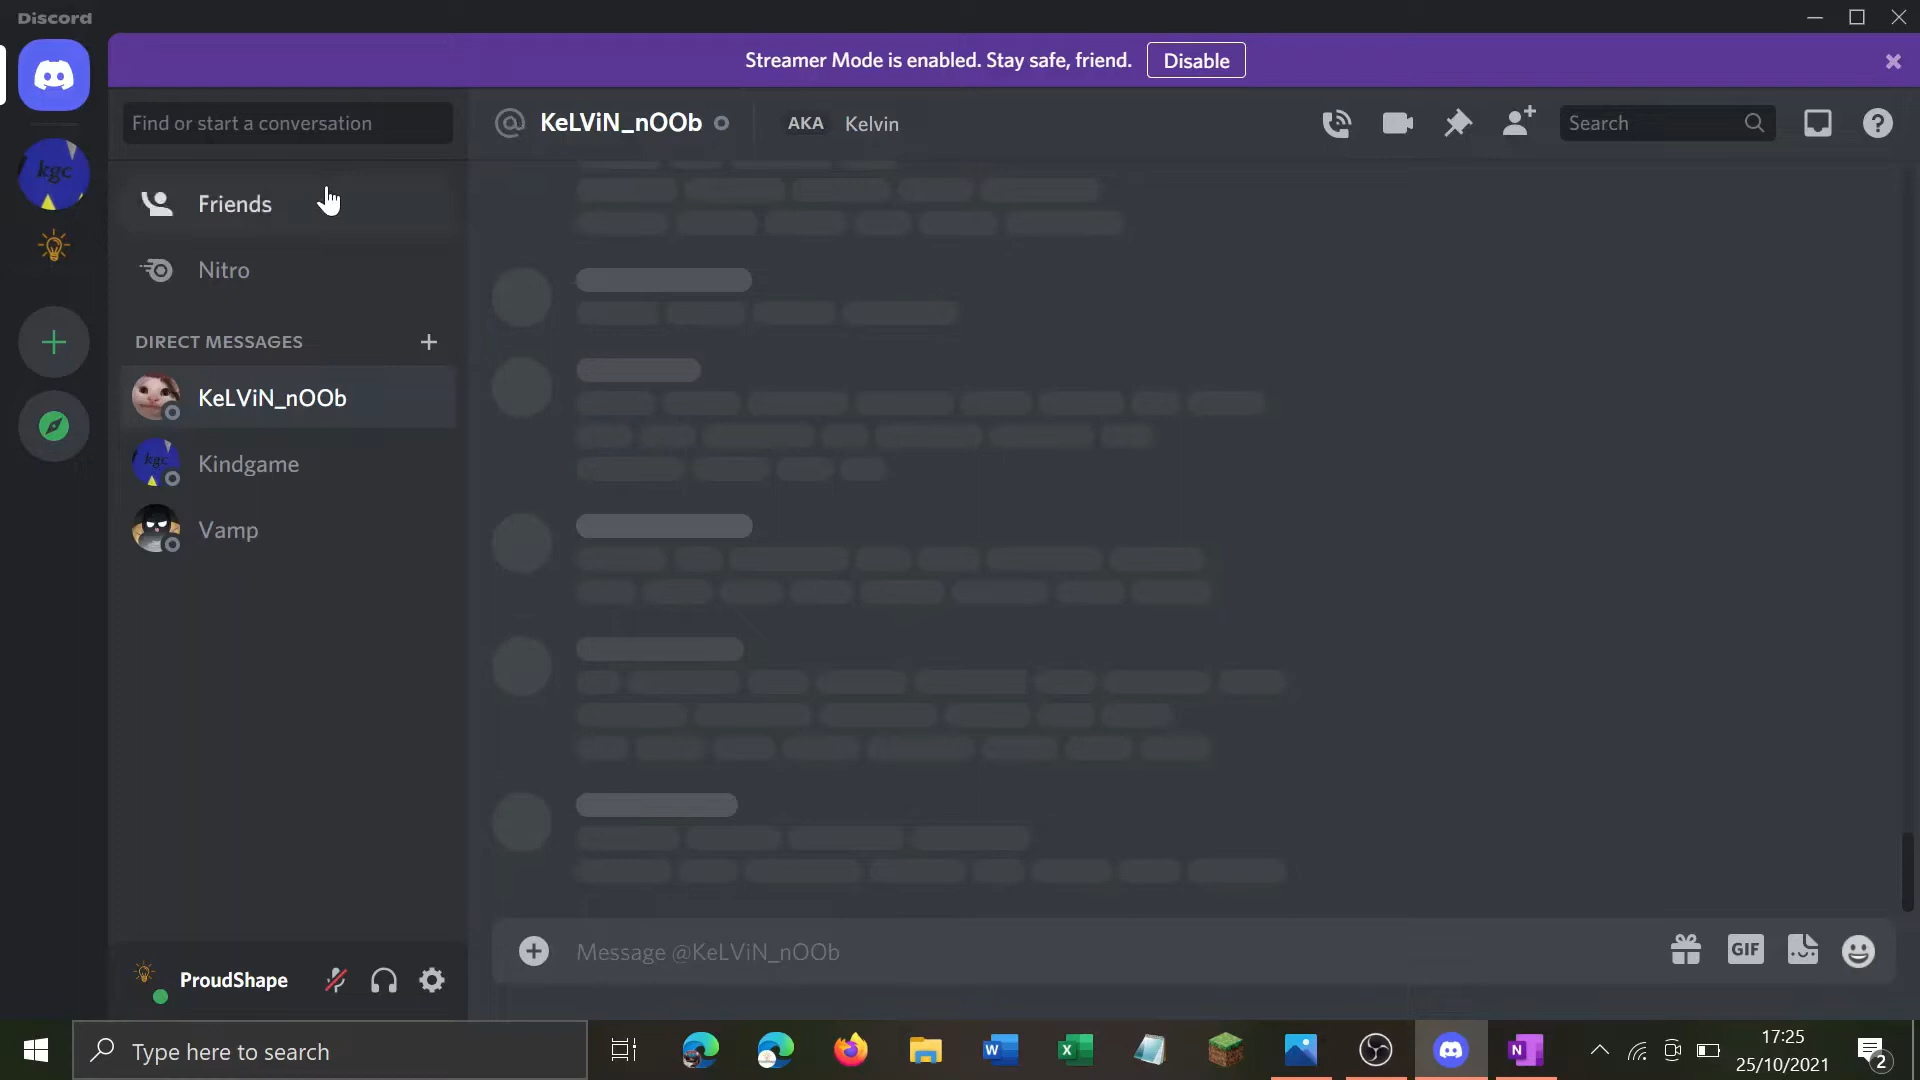 Discord
Streamer Mode is enabled. Stay safe, friend.
Disable
Find or start a conversation
KeLViN_nOOb
AKA
Kelvin
Search
kgc
Friends
Nitro
DIRECT MESSAGES
KeLViN_nOOb
kgc
Kindgame
Vamp
Message @KeLViN_nOOb
GIF
ProudShape
Type here to search
W
X
N
17:25
25/10/2021
2